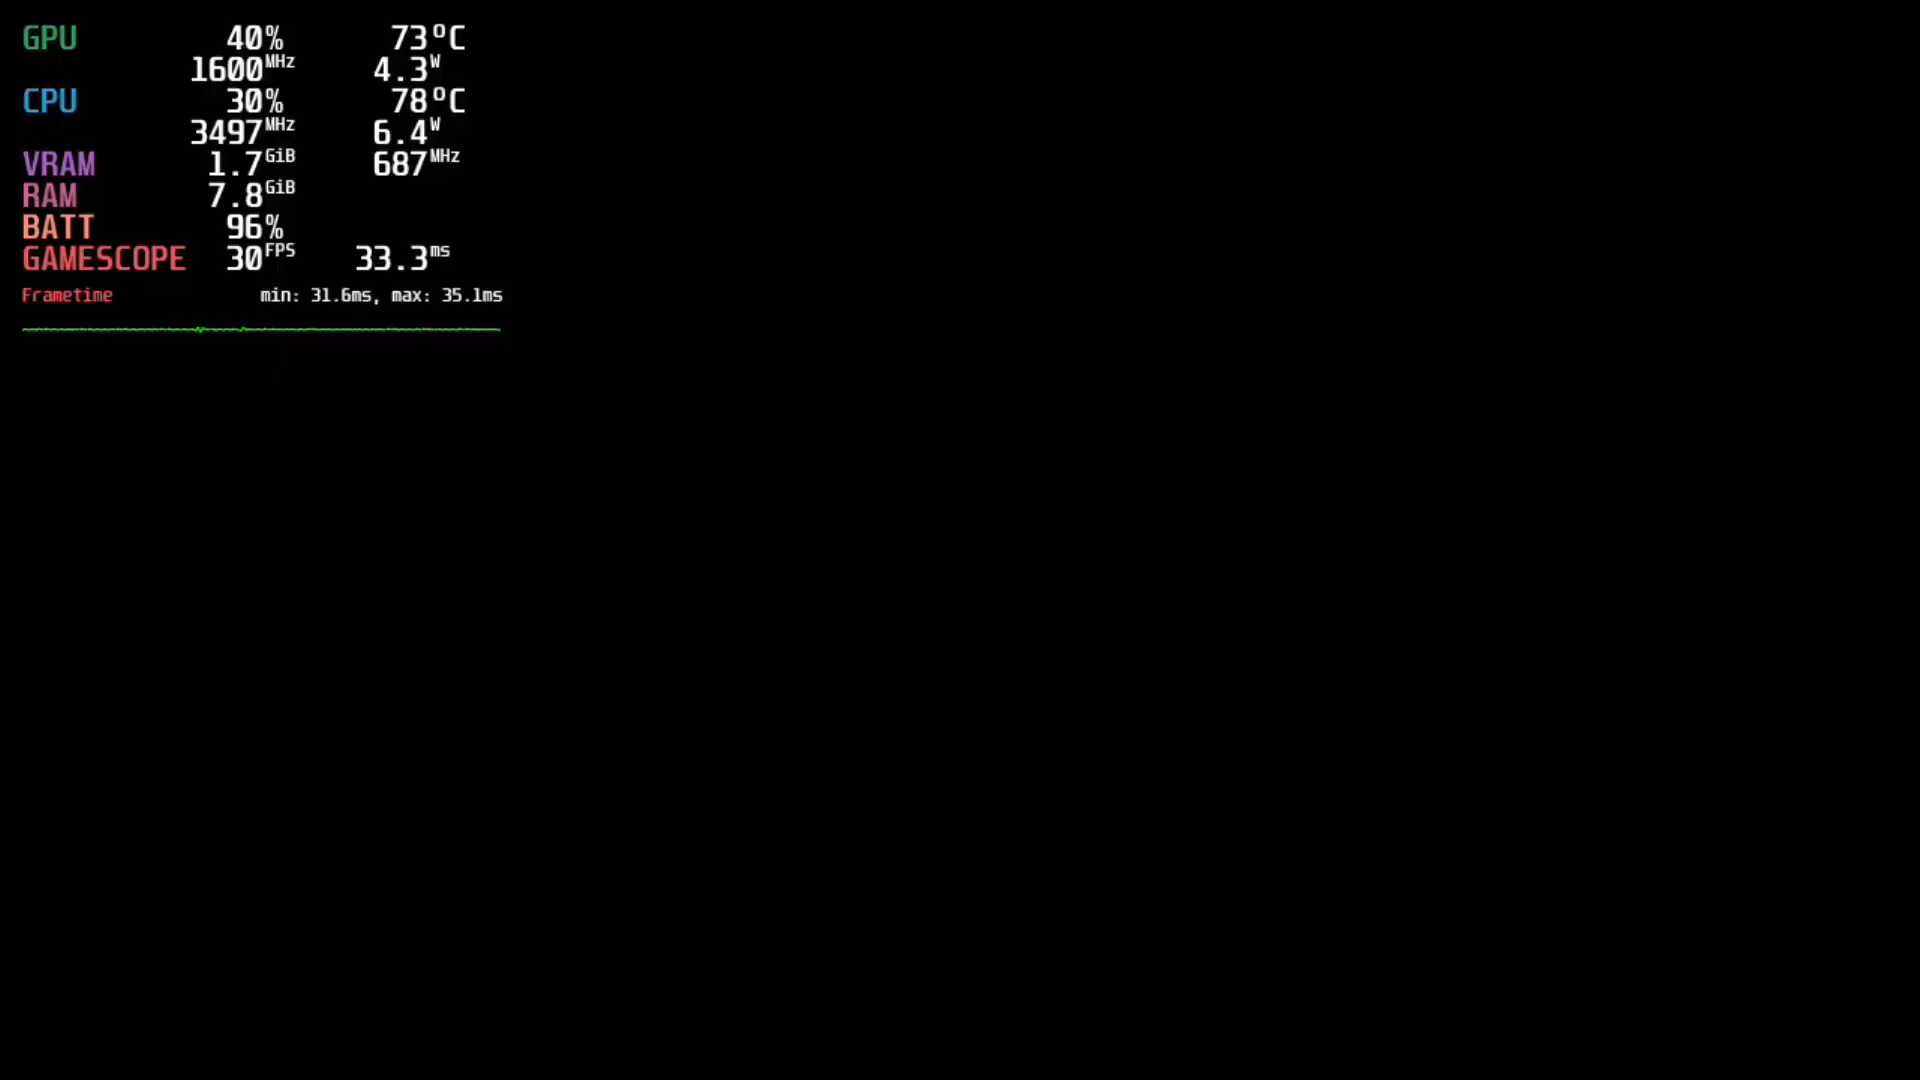 GPU 40% 73°C
1600MHz 4.3W
CPU 30% 78°C
3497MHz 6.4W
VRAM 1.7GiB 687MHz
RAM 7.8GiB
BATT 96%
GAMESCOPE 30FPS 33.3ms
Frametime min: 31.6ms, max: 35.1ms